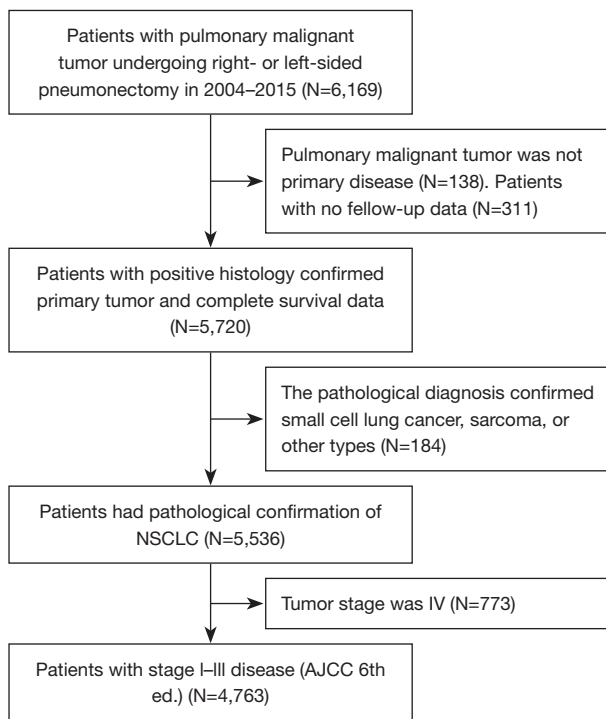 Patients with pulmonary malignant
tumor undergoing right- or left-sided
pneumonectomy in 2004–2015 (N=6,169)
Pulmonary malignant tumor was not
primary disease (N=138). Patients
with no fellow-up data (N=311)
Patients with positive histology confirmed
primary tumor and complete survival data
(N=5,720)
The pathological diagnosis confirmed
small cell lung cancer, sarcoma, or
other types (N=184)
Patients had pathological confirmation of
NSCLC (N=5,536)
Tumor stage was IV (N=773)
Patients with stage I–III disease (AJCC 6th
ed.) (N=4,763)